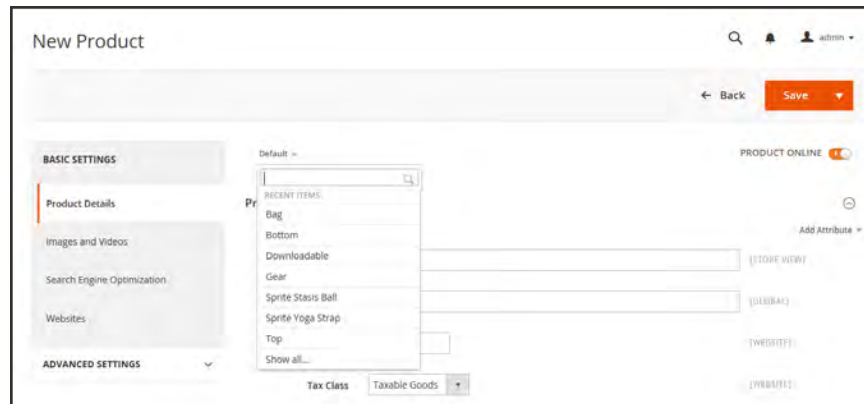 New Product
admin
← Back
Save
BASIC SETTINGS
Default
PRODUCT ONLINE
RECENT ITEMS
Product Details
Pr
Bag
Add Attribute
Images and Videos
Bottom
Downloadable
[STORE VIEW]
Search Engine Optimization
Gear
Sprite Stasis Ball
[GLOBAL]
Websites
Sprite Yoga Strap
Top
[WEBSITE]
ADVANCED SETTINGS
Show all...
Tax Class
Taxable Goods
[WEBSITE]